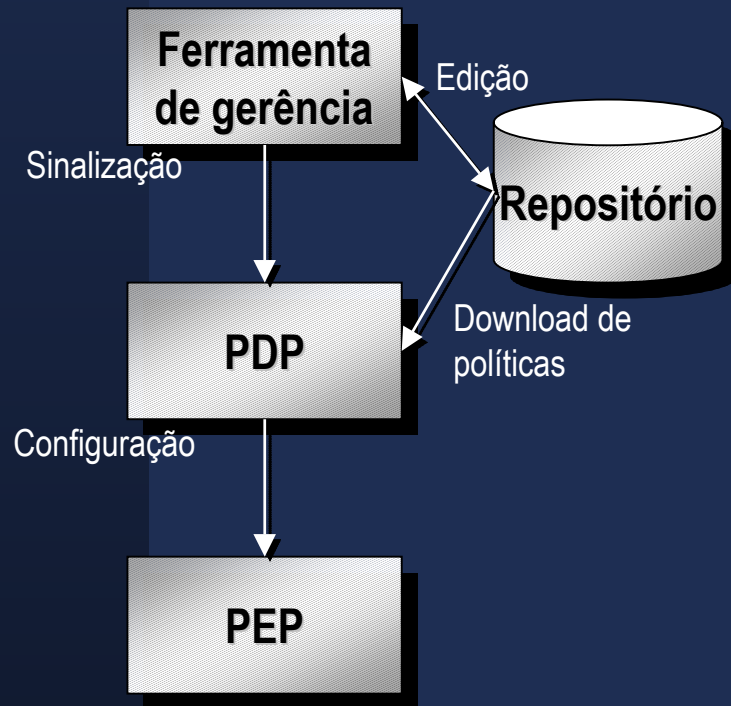 Ferramenta
de gerência
Edição
Sinalização
Repositório
PDP
Download de
políticas
Configuração
PEP